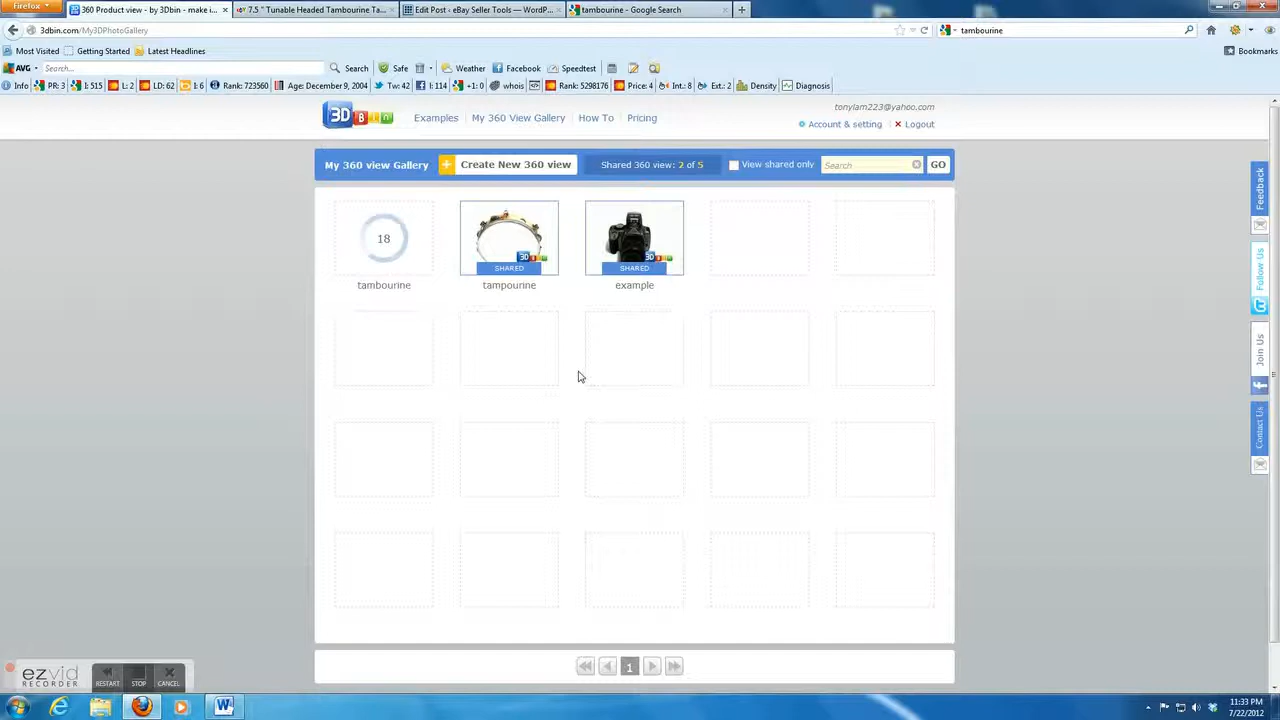 Firefox
360 Product view - by 3Dbin - make i...
7.5 " Tunable Headed Tambourine Ta...
Edit Post ‹ eBay Seller Tools — WordP...
tambourine - Google Search
3dbin.com/My3DPhotoGallery
tambourine
Most Visited
Getting Started
Latest Headlines
Bookmarks
AVG
Search...
Search
Safe
Weather
Facebook
Speedtest
Info
PR: 3
I: 515
L: 2
LD: 62
I: 6
Rank: 723560
Age: December 9, 2004
Tw: 42
I: 114
+1: 0
whois
Rank: 5298176
Price: 4
Int.: 8
Ext.: 2
Density
Diagnosis
3D Bin
Examples
My 360 View Gallery
How To
Pricing
tonylam223@yahoo.com
Account & setting
Logout
My 360 view Gallery
+ Create New 360 view
Shared 360 view: 2 of 5
View shared only
Search
GO
18
SHARED
SHARED
tambourine
tampourine
example
Feedback
Follow Us
Join Us
Contact Us
1
ezvid
RECORDER
RESTART
STOP
CANCEL
11:33 PM
7/22/2012